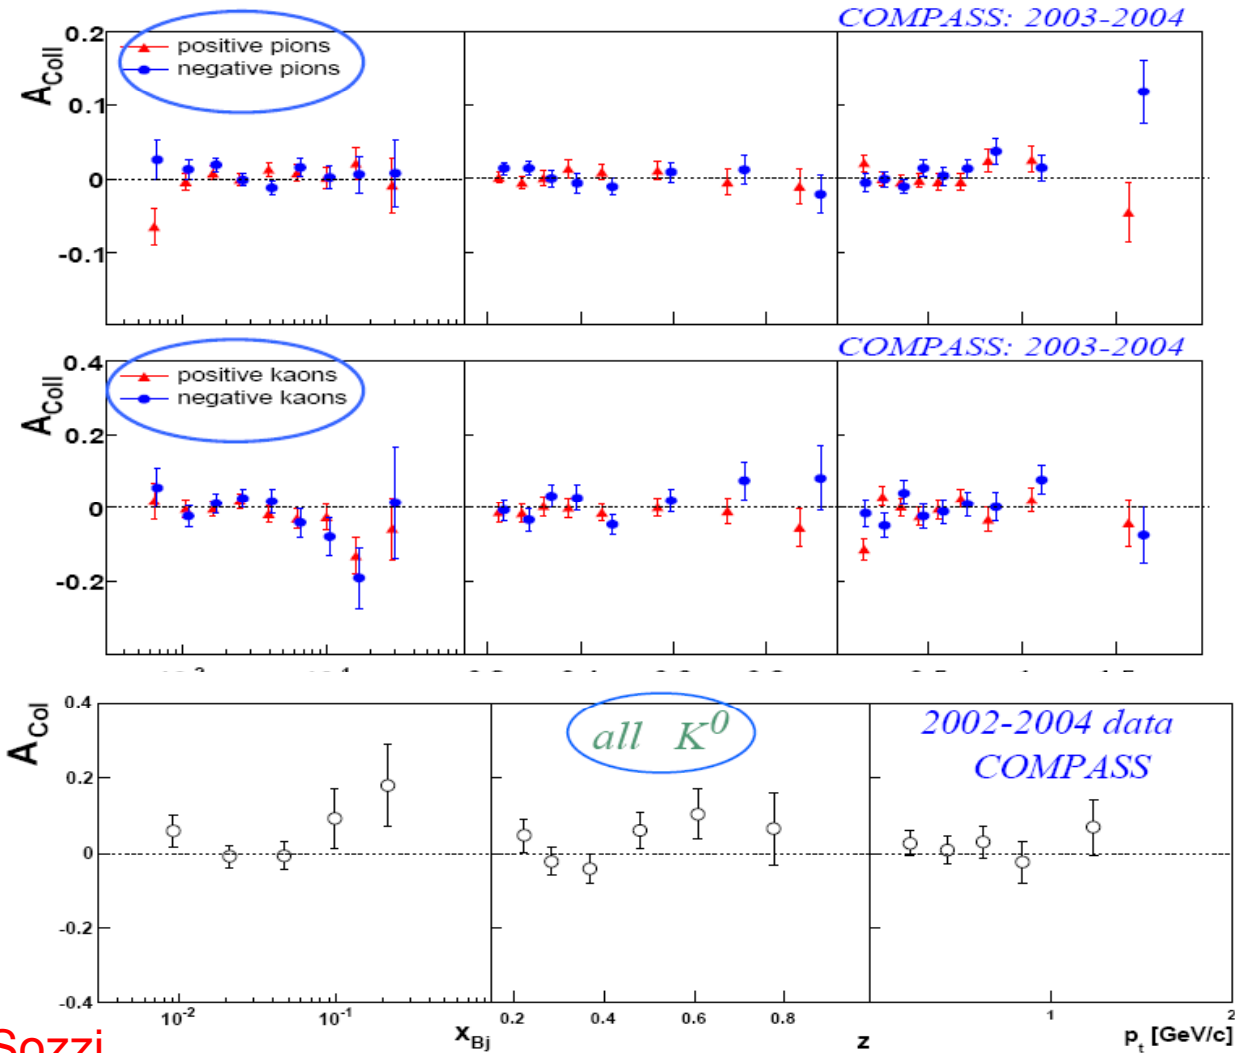 COMPASS: 2003-2004
0.2
positive pions
negative pions
A_Coll
0.1
0
-0.1
COMPASS: 2003-2004
0.4
positive kaons
negative kaons
A_Coll
0.2
0
-0.2
0.4
A_Col
all K^0
2002-2004 data
COMPASS
0.2
0
-0.2
-0.4
10^-2 10^-1 0.2 0.4 0.6 0.8 1 2
x_Bj z p_t [GeV/c]
Sozzi